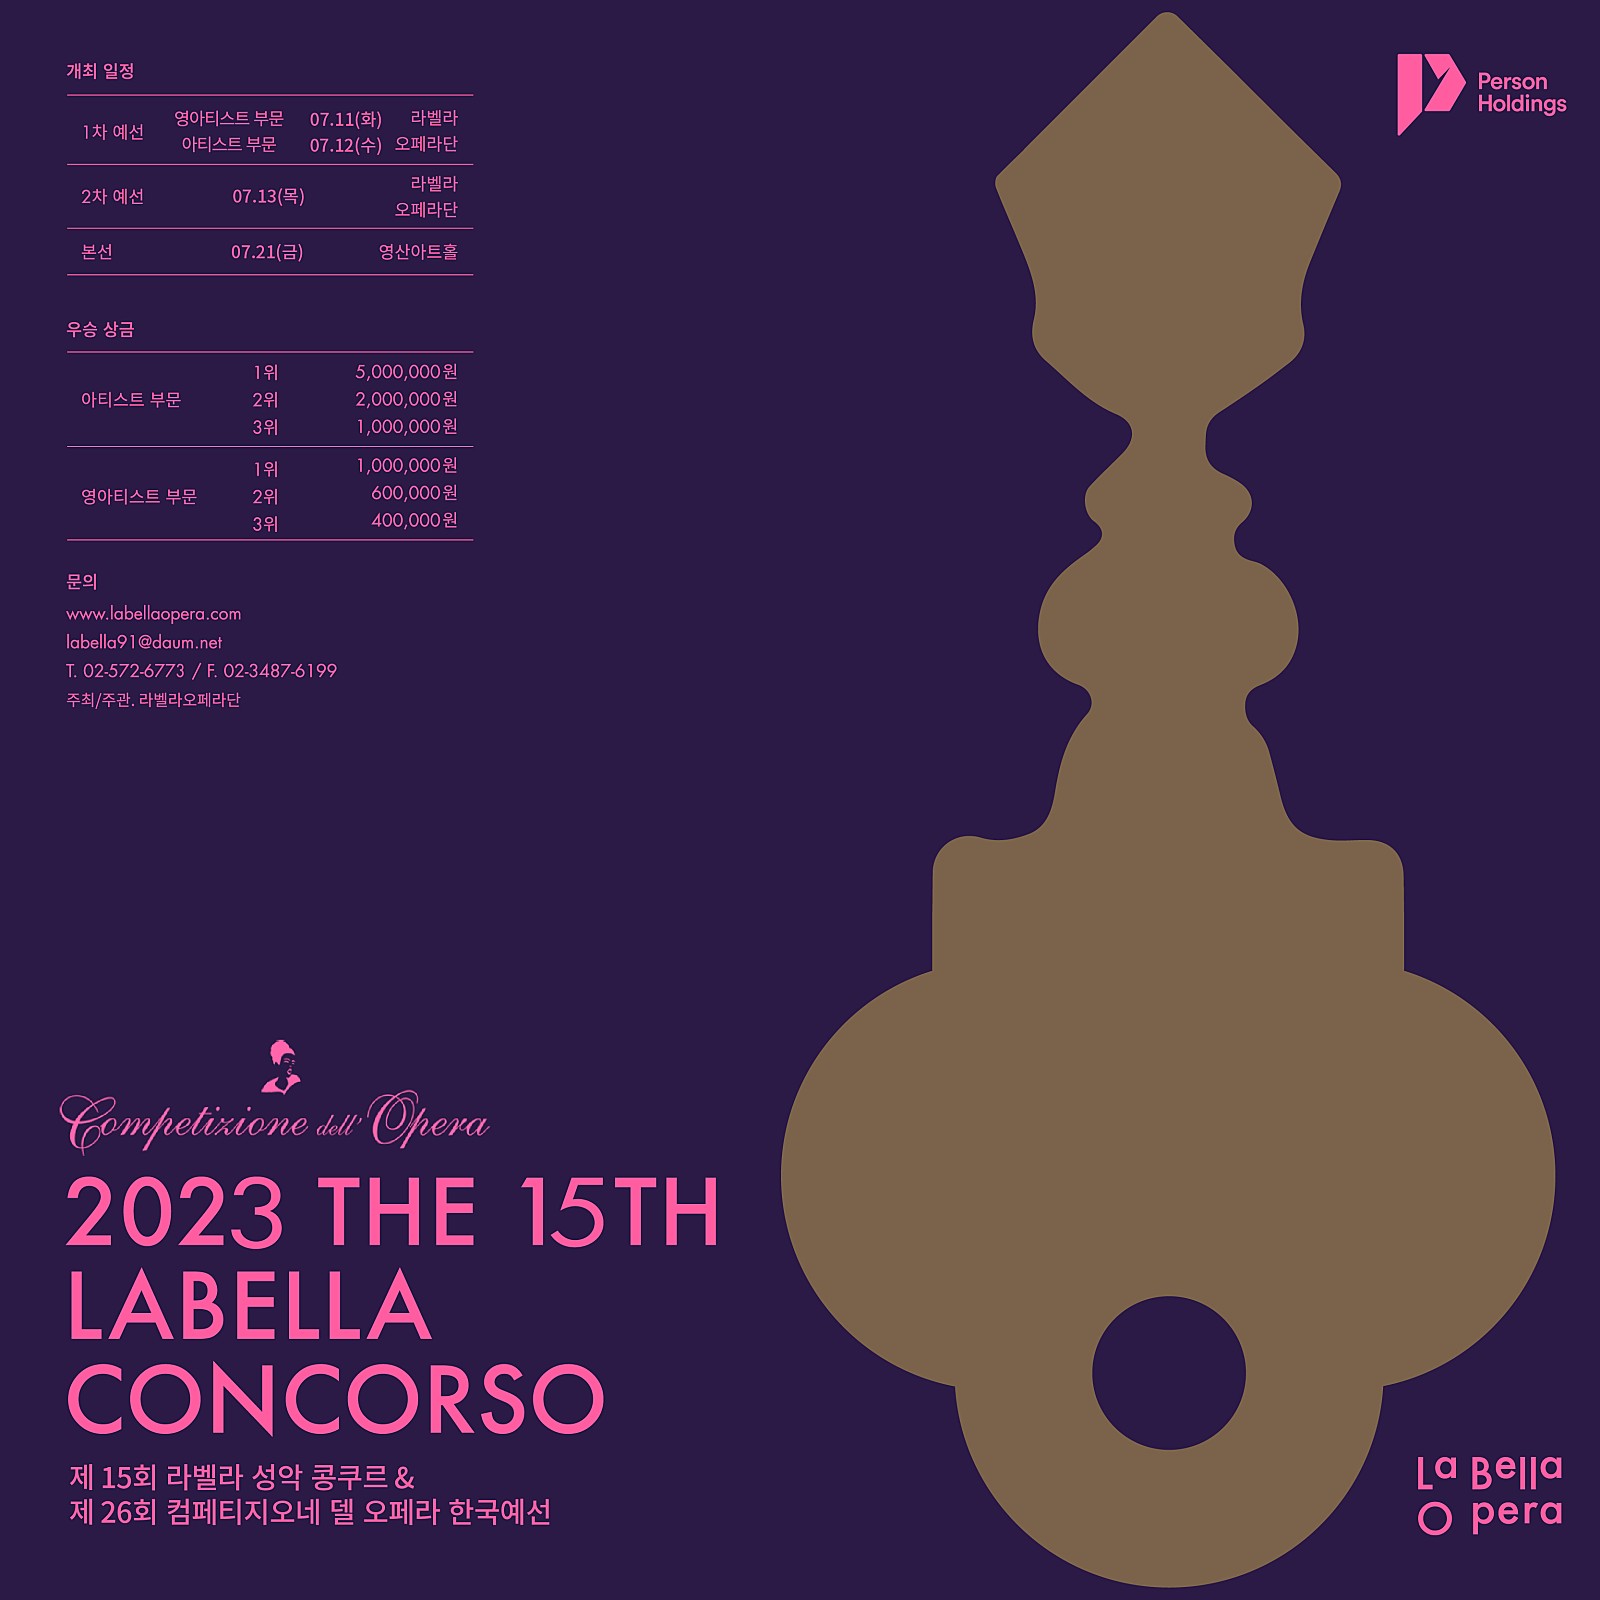 개최 일정
1차 예선 영아티스트 부문 07.11(화) 라벨라
아티스트 부문 07.12(수) 오페라단
2차 예선 07.13(목) 라벨라
오페라단
본선 07.21(금) 영산아트홀
우승 상금
아티스트 부문 1위 5,000,000원
2위 2,000,000원
3위 1,000,000원
영아티스트 부문 1위 1,000,000원
2위 600,000원
3위 400,000원
문의
www.labellaopera.com
labella91@daum.net
T. 02-572-6773 / F. 02-3487-6199
주최/주관. 라벨라오페라단
Person
Holdings
Competizione dell' Opera
2023 THE 15TH
LABELLA
CONCORSO
제 15회 라벨라 성악 콩쿠르 &
제 26회 컴페티지오네 델 오페라 한국예선
La Bella
Opera